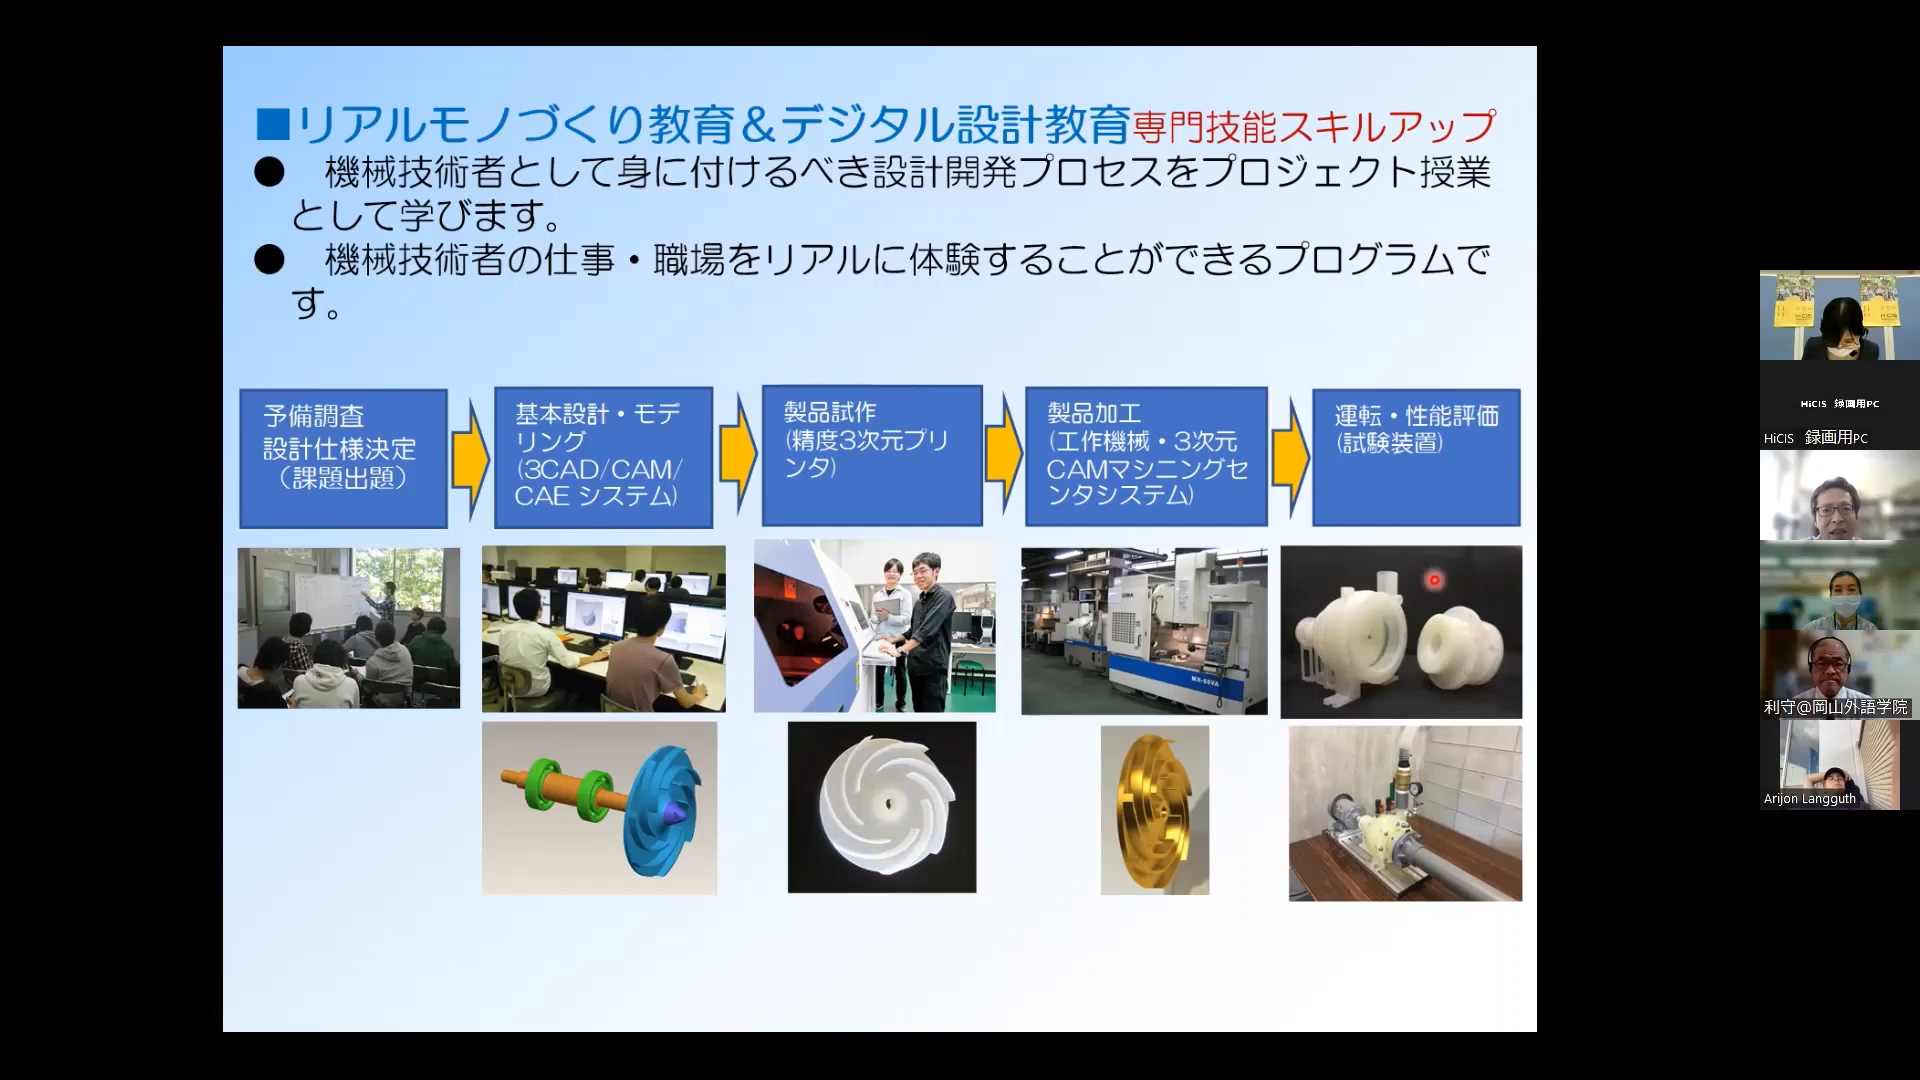 ■リアルモノづくり教育＆デジタル設計教育専門技能スキルアップ
● 機械技術者として身に付けるべき設計開発プロセスをプロジェクト授業
として学びます。
● 機械技術者の仕事・職場をリアルに体験することができるプログラムで
す。
予備調査
設計仕様決定
（課題出題）
基本設計・モデ
リング
(3CAD/CAM/
CAE システム)
製品試作
(精度3次元プリ
ンタ)
製品加工
(工作機械・3次元
CAMマシニングセ
ンタシステム)
運転・性能評価
(試験装置)
HiCIS 録画用PC
HiCIS 録画用PC
利守@岡山外語学院
Arijon Langguth